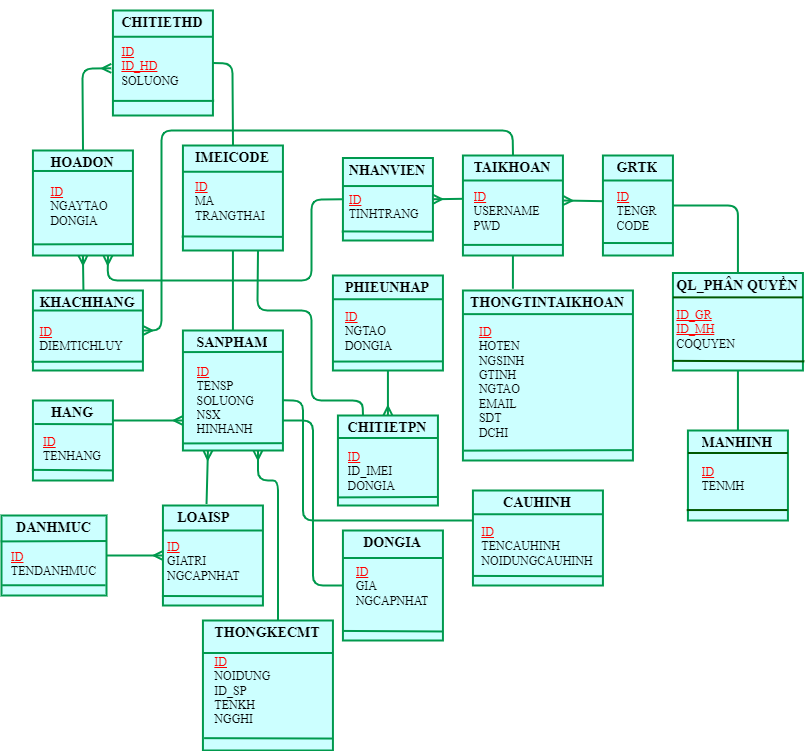 CHITIETHD
ID
ID_HD
SOLUONG
HOADON
ID
NGAYTAO
DONGIA
IMEICODE
ID
MA
TRANGTHAI
NHANVIEN
ID
TINHTRANG
TAIKHOAN
ID
USERNAME
PWD
GRTK
ID
TENGR
CODE
KHACHHANG
ID
DIEMTICHLUY
SANPHAM
ID
TENSP
SOLUONG
NSX
HINHANH
PHIEUNHAP
ID
NGTAO
DONGIA
THONGTINTAIKHOAN
ID
HOTEN
NGSINH
GTINH
NGTAO
EMAIL
SDT
DCHI
QL_PHÂN QUYỀN
ID_GR
ID_MH
COQUYEN
HANG
ID
TENHANG
CHITIETPN
ID
ID_IMEI
DONGIA
MANHINH
ID
TENMH
DANHMUC
ID
TENDANHMUC
LOAISP
ID
GIATRI
NGCAPNHAT
DONGIA
ID
GIA
NGCAPNHAT
CAUHINH
ID
TENCAUHINH
NOIDUNGCAUHINH
THONGKECMT
ID
NOIDUNG
ID_SP
TENKH
NGGHI